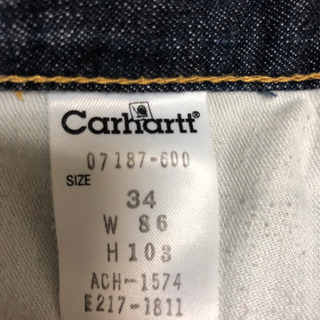 Carhartt®
07187-600
SIZE
34
W 86
H 103
ACH-1574
E217-1811